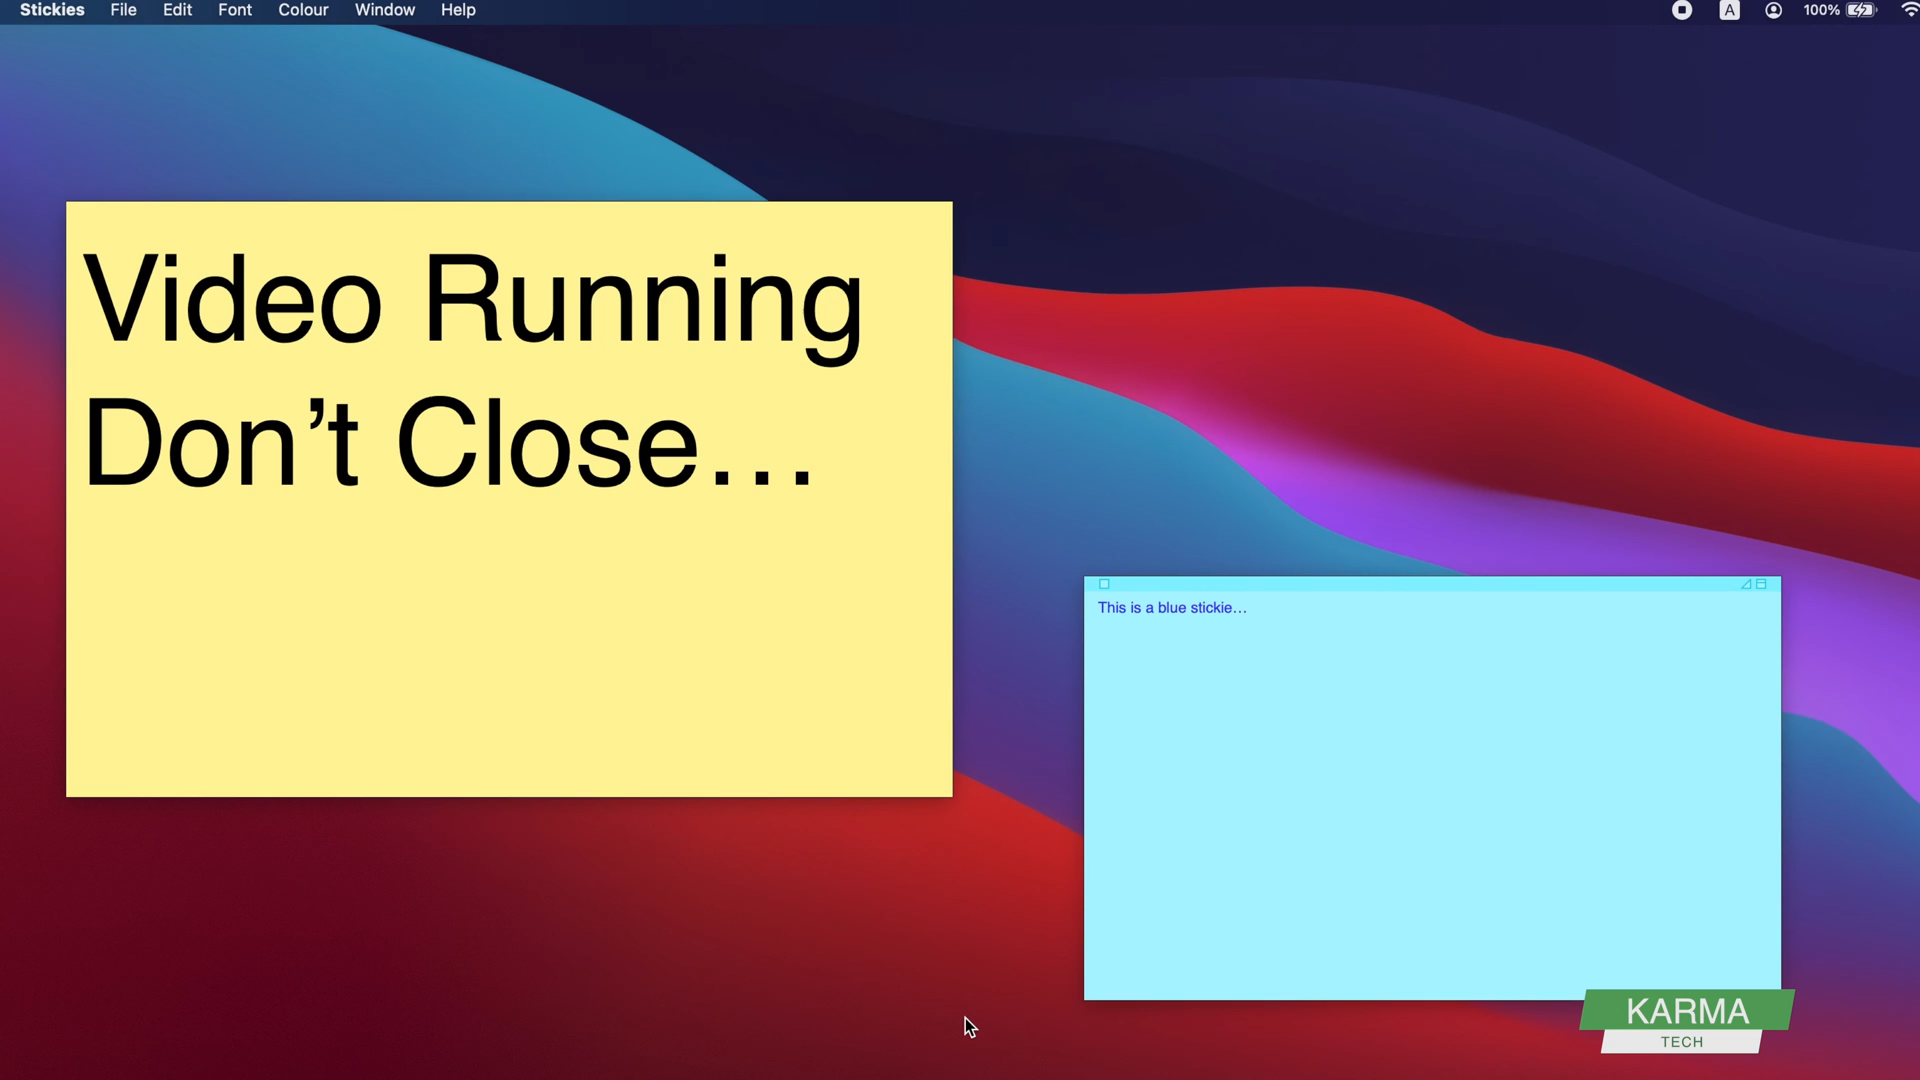 Stickies File Edit Font Colour Window Help A 100%
Video Running
Don’t Close…
This is a blue stickie…
KARMA
TECH